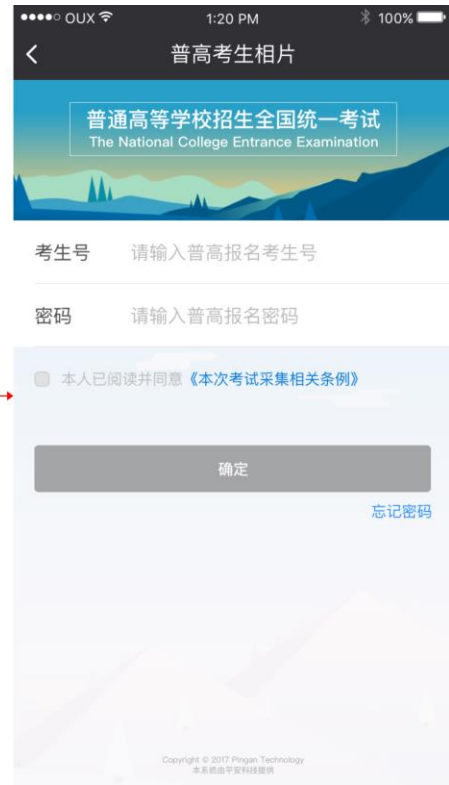 OUX 1:20 PM 100%
普高考生相片
普通高等学校招生全国统一考试
The National College Entrance Examination
考生号 请输入普高报名考生号
密码 请输入普高报名密码
本人已阅读并同意《本次考试采集相关条例》
确定
忘记密码
Copyright © 2017 Pingan Technology
本系统由平安科技提供